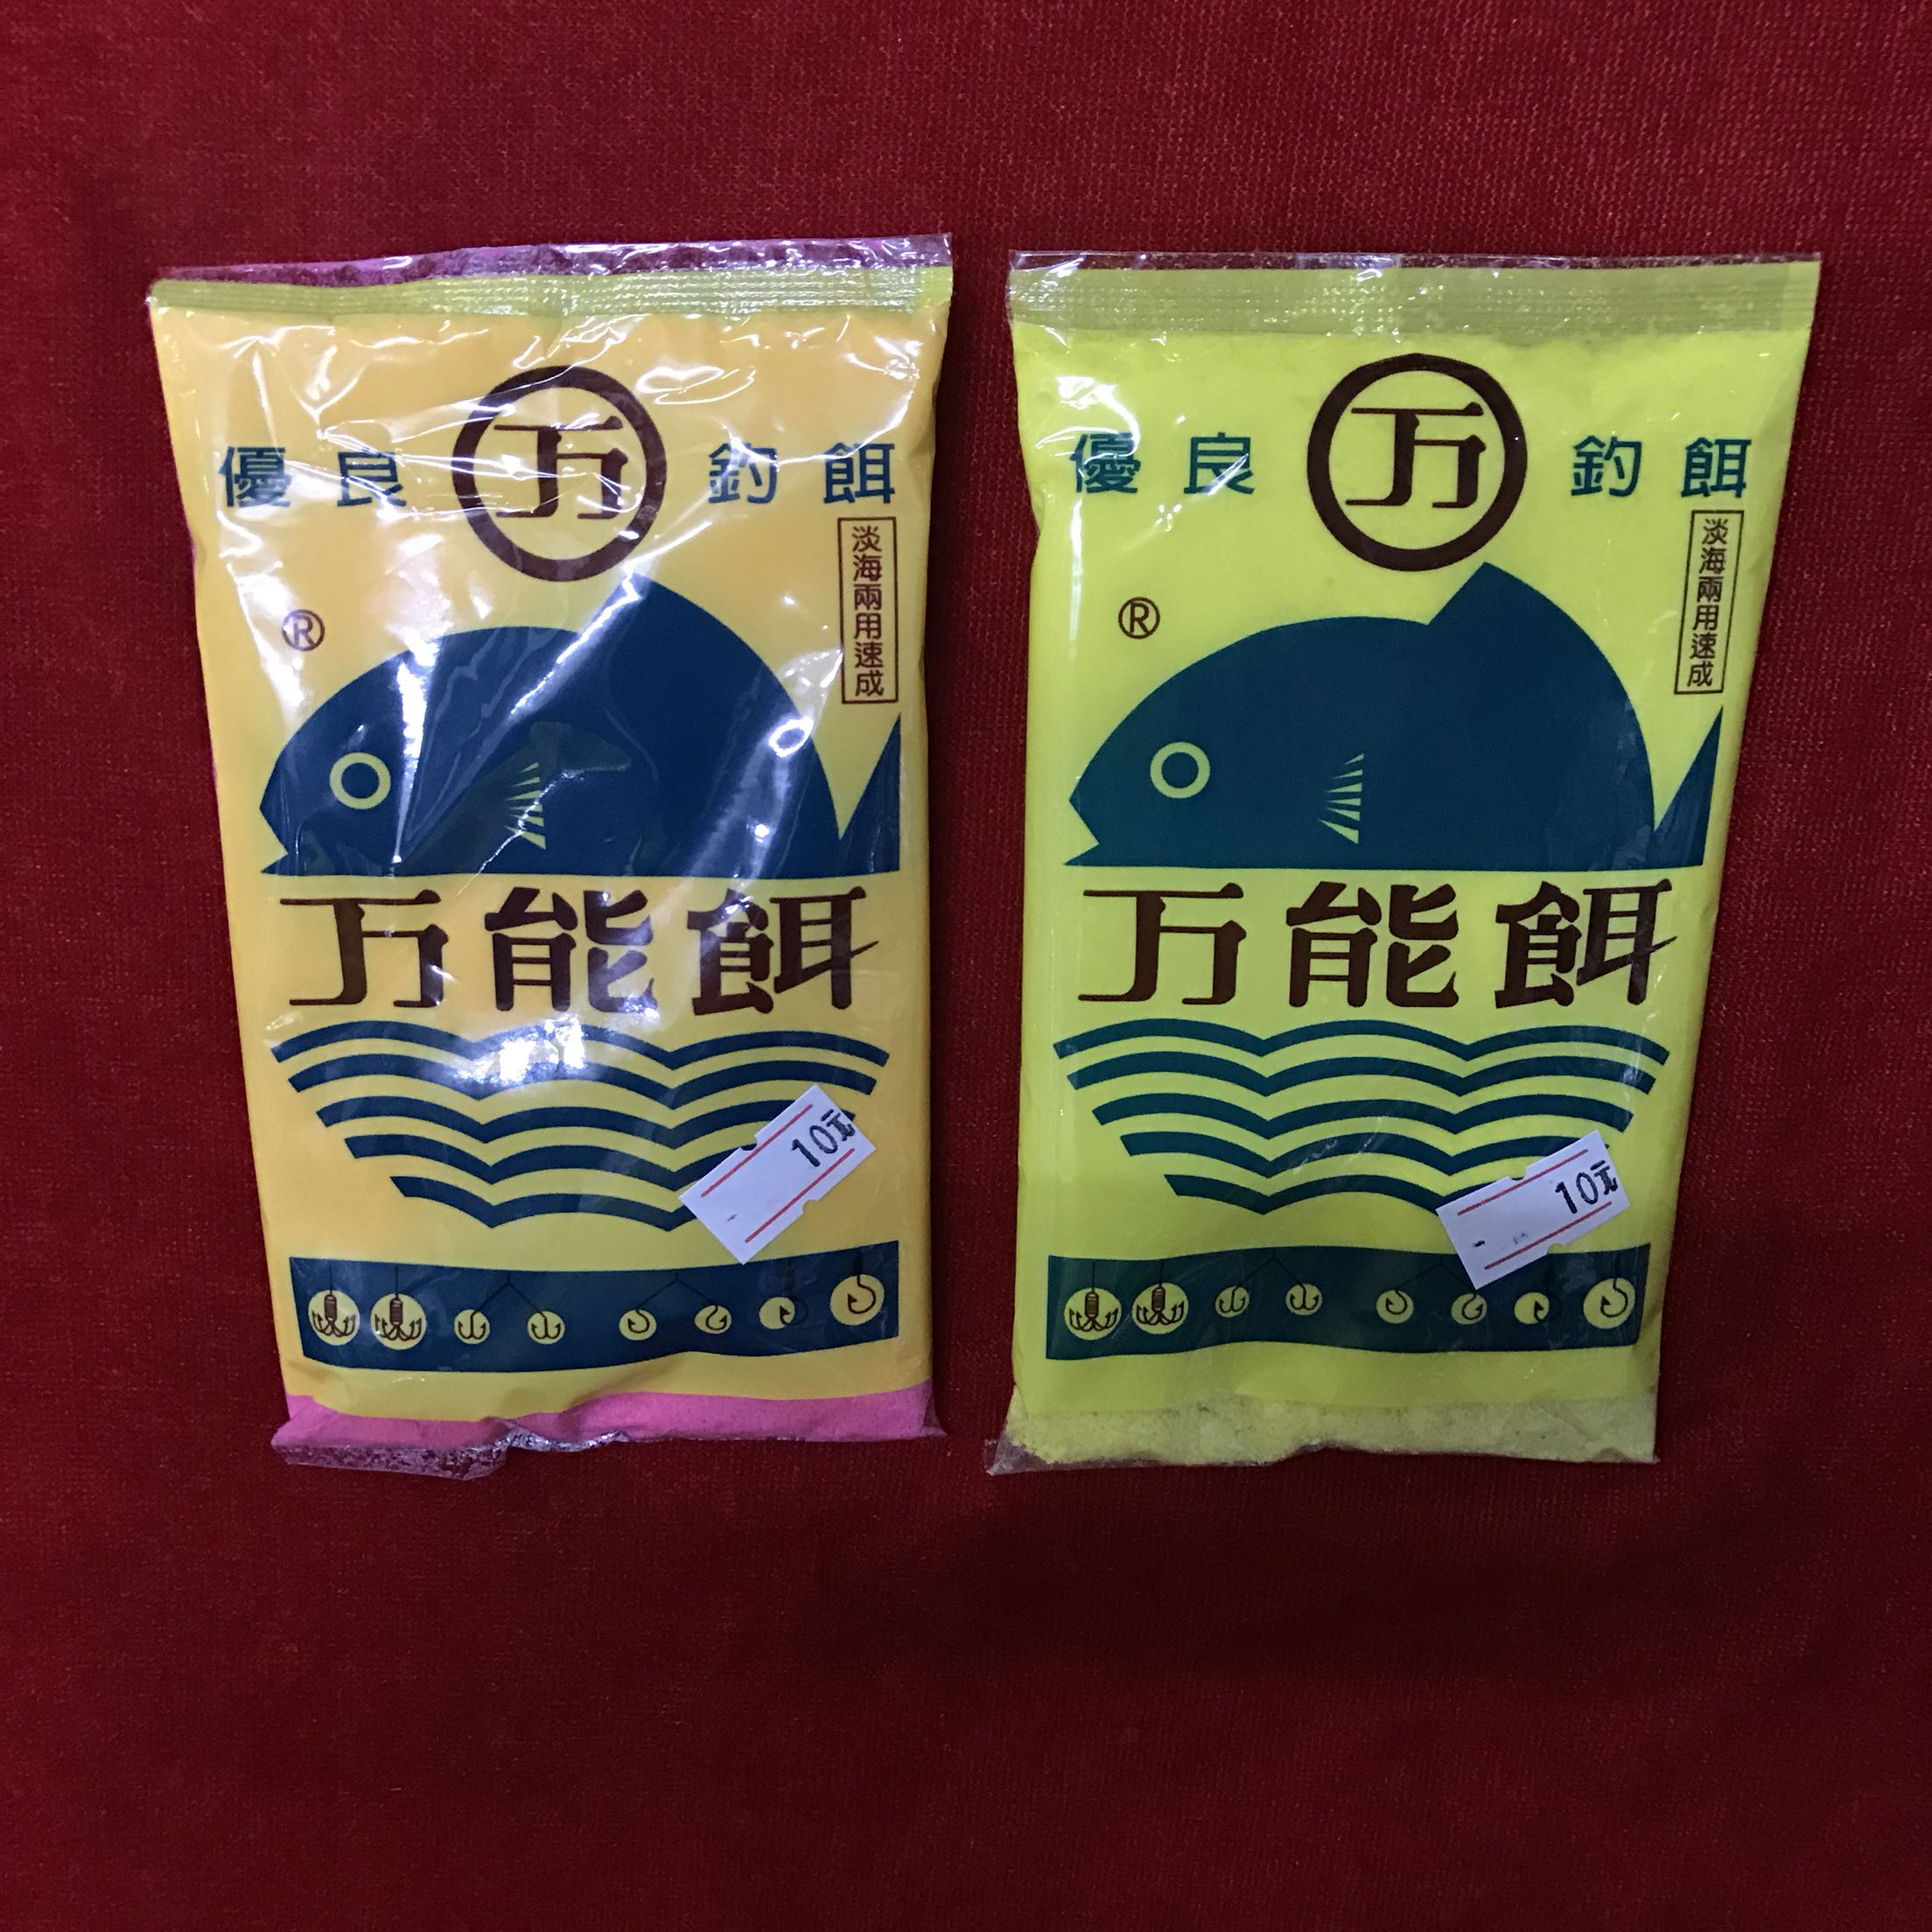 優良 万 釣餌
淡海兩用速成
®
万能餌
10元
優良 万 釣餌
淡海兩用速成
®
万能餌
10元